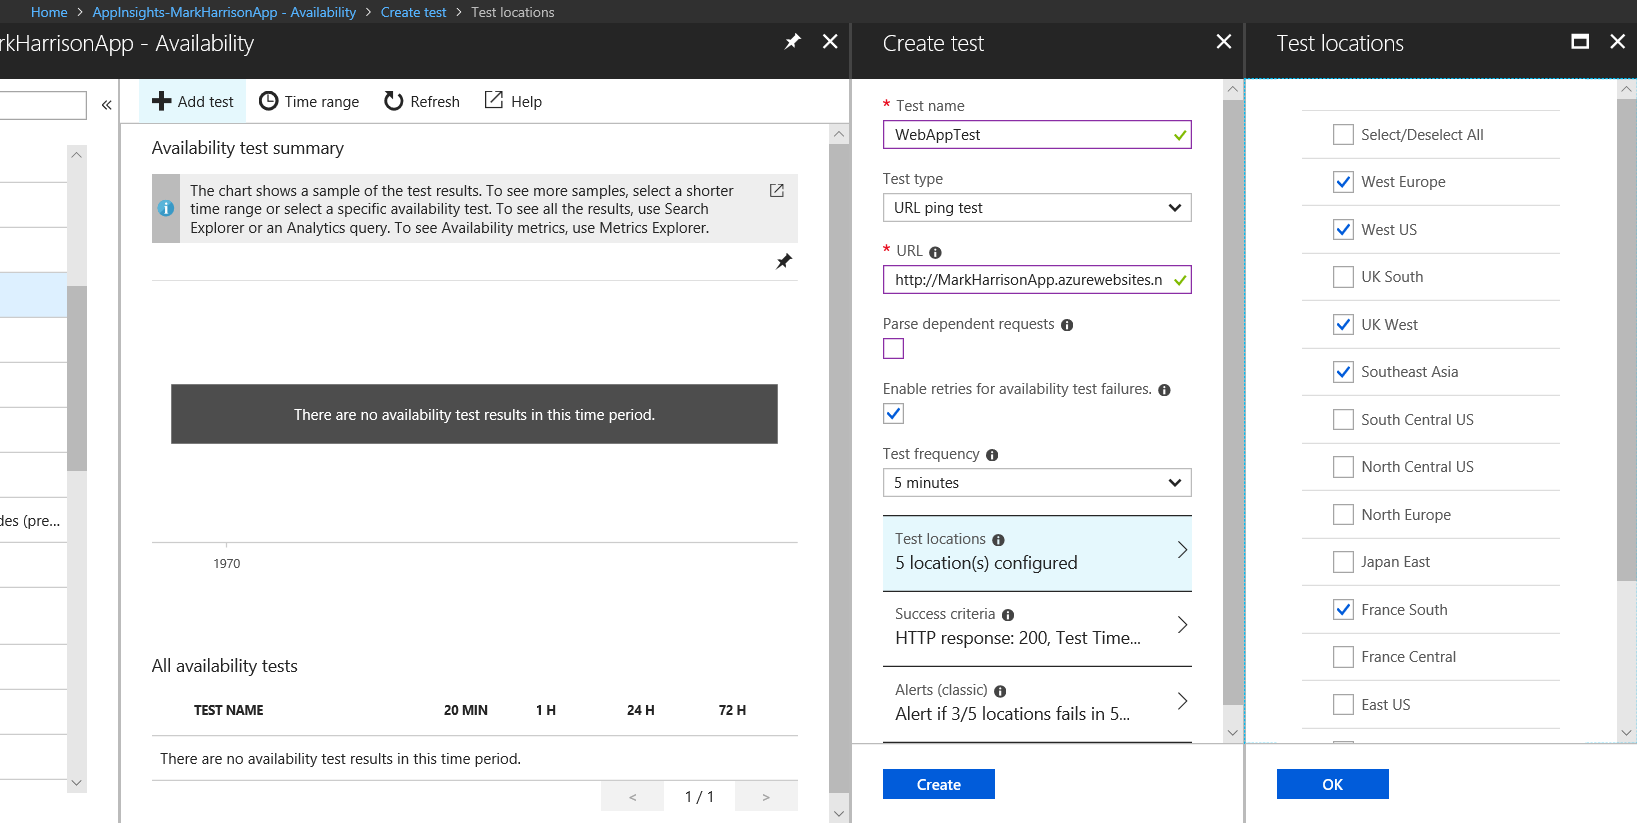 Home > AppInsights-MarkHarrisonApp - Availability > Create test > Test locations
rkHarrisonApp - Availability
«
Add test
Time range
Refresh
Help
Availability test summary
The chart shows a sample of the test results. To see more samples, select a shorter
time range or select a specific availability test. To see all the results, use Search
Explorer or an Analytics query. To see Availability metrics, use Metrics Explorer.
There are no availability test results in this time period.
1970
des (pre...
All availability tests
TEST NAME 20 MIN 1 H 24 H 72 H
There are no availability test results in this time period.
< 1 / 1 >
Create test
* Test name
WebAppTest
Test type
URL ping test
* URL
http://MarkHarrisonApp.azurewebsites.n
Parse dependent requests
Enable retries for availability test failures.
Test frequency
5 minutes
Test locations
5 location(s) configured
Success criteria
HTTP response: 200, Test Time...
Alerts (classic)
Alert if 3/5 locations fails in 5...
Create
Test locations
Select/Deselect All
West Europe
West US
UK South
UK West
Southeast Asia
South Central US
North Central US
North Europe
Japan East
France South
France Central
East US
OK